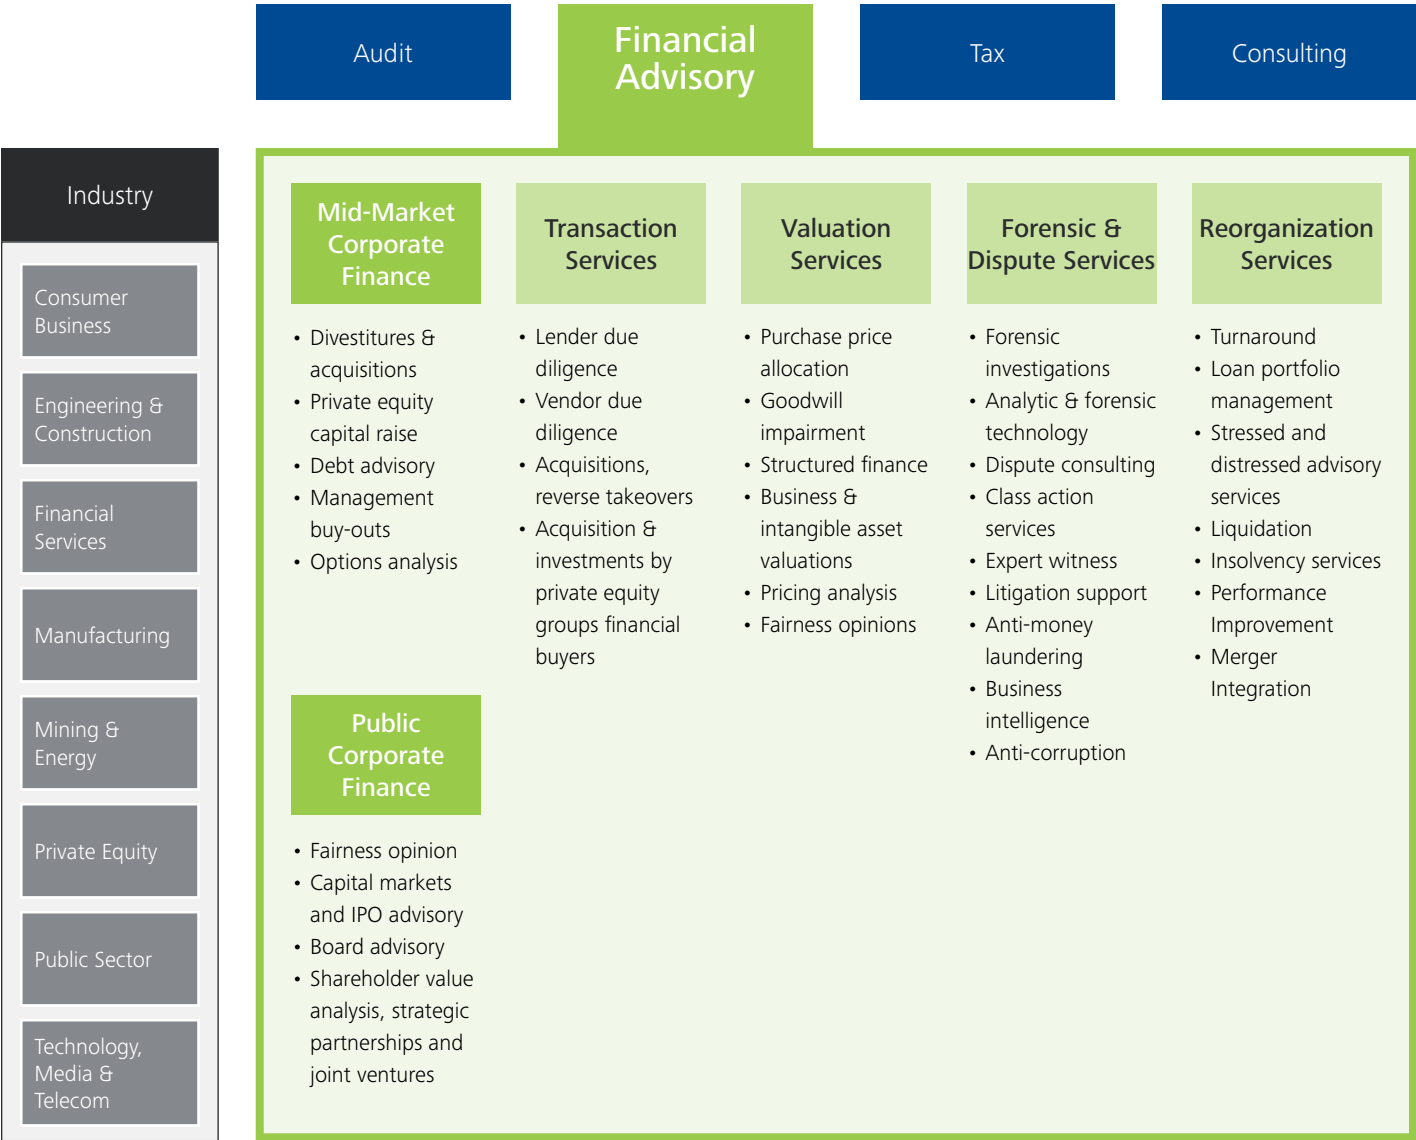 Audit
Financial
Advisory
Tax
Consulting
Industry
Consumer
Business
Engineering &
Construction
Financial
Services
Manufacturing
Mining &
Energy
Private Equity
Public Sector
Technology,
Media &
Telecom
Mid-Market
Corporate
Finance
• Divestitures &
acquisitions
• Private equity
capital raise
• Debt advisory
• Management
buy-outs
• Options analysis
Public
Corporate
Finance
• Fairness opinion
• Capital markets
and IPO advisory
• Board advisory
• Shareholder value
analysis, strategic
partnerships and
joint ventures
Transaction
Services
• Lender due
diligence
• Vendor due
diligence
• Acquisitions,
reverse takeovers
• Acquisition &
investments by
private equity
groups financial
buyers
Valuation
Services
• Purchase price
allocation
• Goodwill
impairment
• Structured finance
• Business &
intangible asset
valuations
• Pricing analysis
• Fairness opinions
Forensic &
Dispute Services
• Forensic
investigations
• Analytic & forensic
technology
• Dispute consulting
• Class action
services
• Expert witness
• Litigation support
• Anti-money
laundering
• Business
intelligence
• Anti-corruption
Reorganization
Services
• Turnaround
• Loan portfolio
management
• Stressed and
distressed advisory
services
• Liquidation
• Insolvency services
• Performance
Improvement
• Merger
Integration